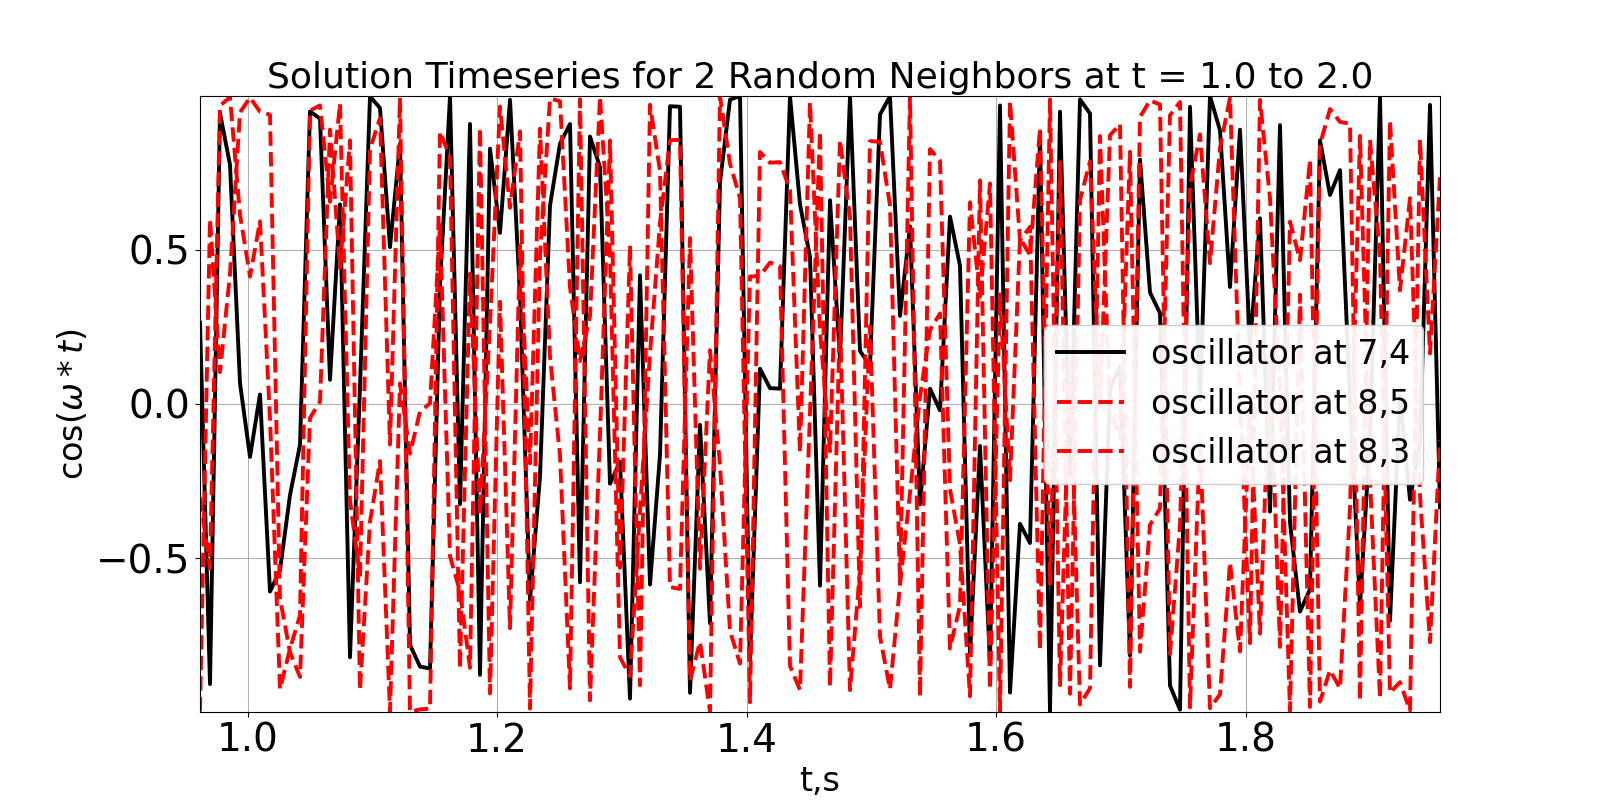 Solution Timeseries for 2 Random Neighbors at t = 1.0 to 2.0
cos(ω * t)
0.5
0.0
−0.5
oscillator at 7,4
oscillator at 8,5
oscillator at 8,3
1.0 1.2 1.4 1.6 1.8
t,s